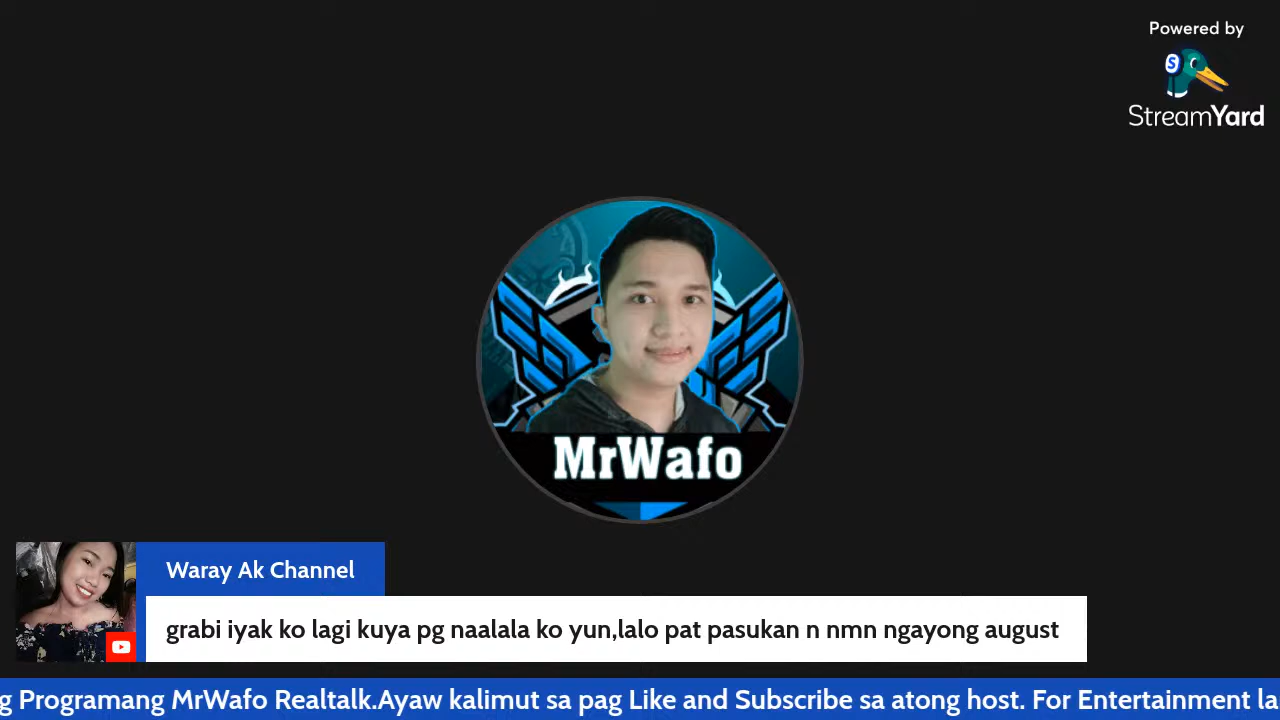 Powered by
StreamYard
MrWafo
Waray Ak Channel
grabi iyak ko lagi kuya pg naalala ko yun,lalo pat pasukan n nmn ngayong august
g Programang MrWafo Realtalk.Ayaw kalimut sa pag Like and Subscribe sa atong host. For Entertainment la